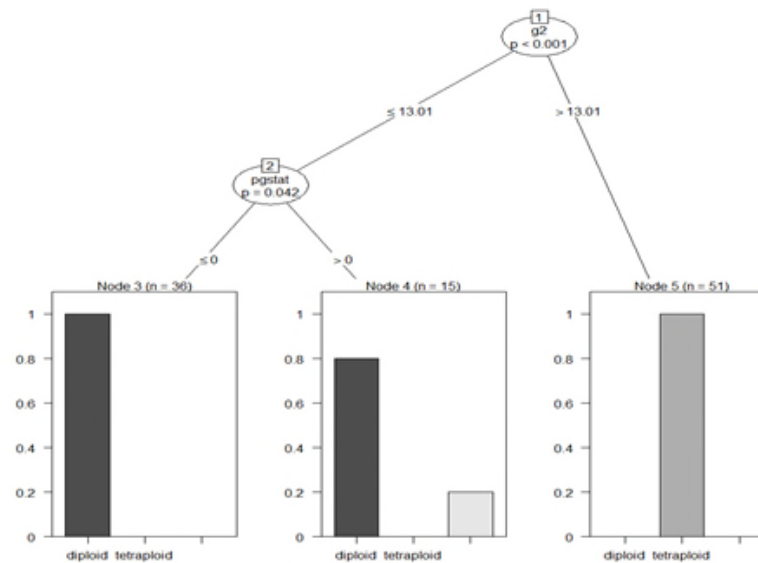 1
g2
p < 0.001
≤ 13.01
> 13.01
2
pgstat
p = 0.042
≤ 0
> 0
Node 3 (n = 36)
Node 4 (n = 15)
Node 5 (n = 51)
1
0.8
0.6
0.4
0.2
0
1
0.8
0.6
0.4
0.2
0
1
0.8
0.6
0.4
0.2
0
diploid tetraploid
diploid tetraploid
diploid tetraploid